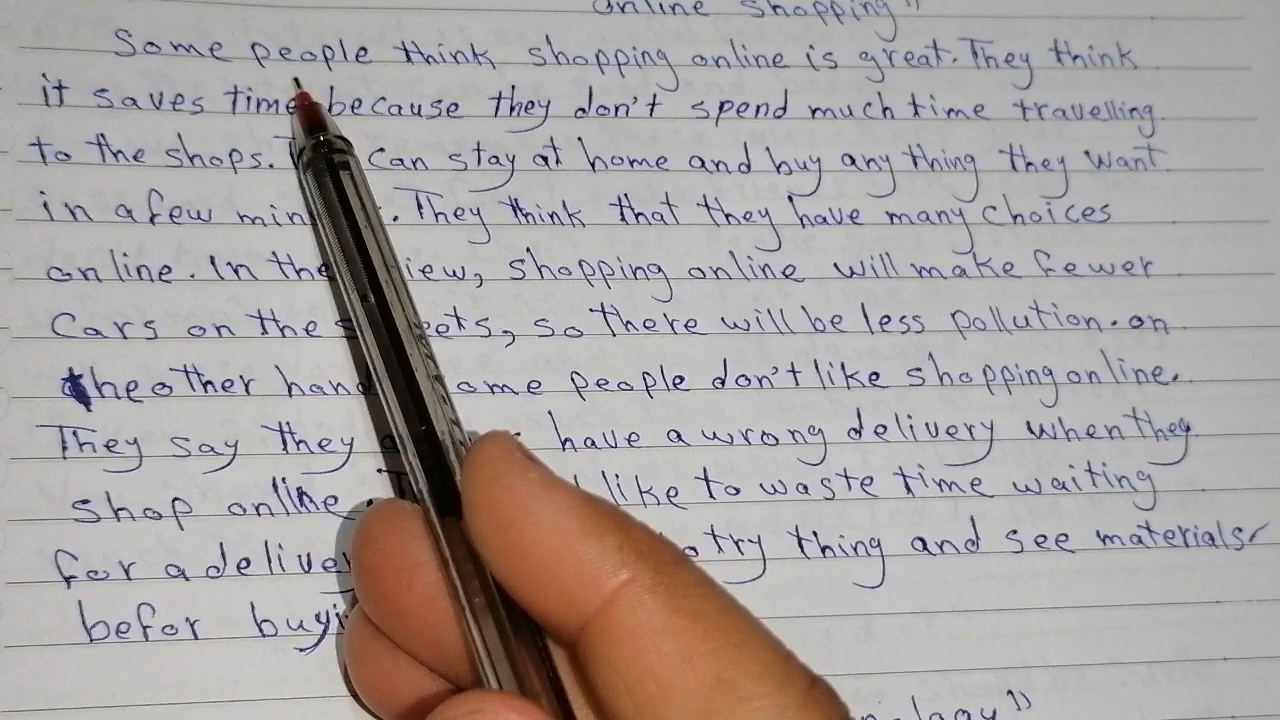 online shopping"
Some people think shopping online is great. They think
it saves time because they don't spend much time travelling
to the shops. can stay at home and buy any thing they want.
in a few . They think that they have many choices
online. In the , shopping online will make fewer
Cars on the , so there will be less pollution. on
the other some people don't like shopping online.
They say they have a wrong delivery when they
shop online. like to waste time waiting
for a try thing and see materials
befor